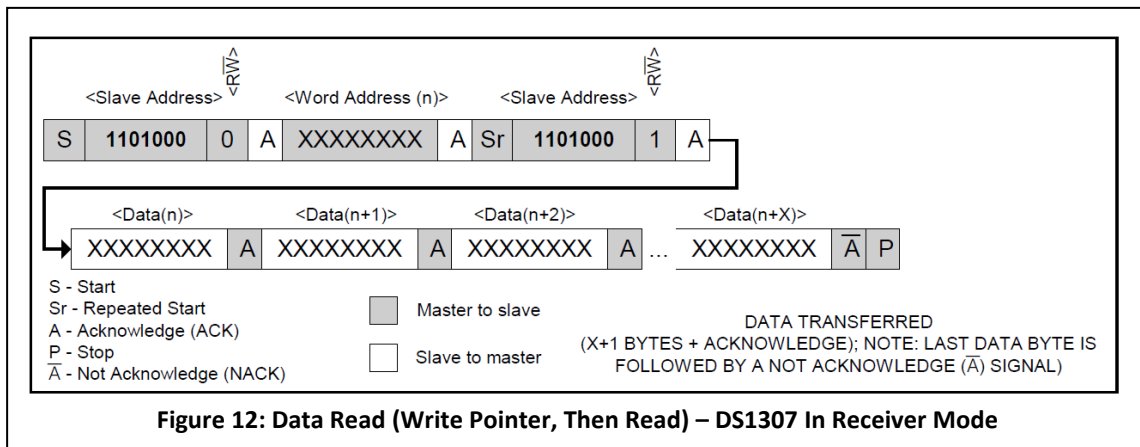 <RW̅> <RW̅>
<Slave Address> <Word Address (n)> <Slave Address>
S 1101000 0 A XXXXXXXX A Sr 1101000 1 A
<Data(n)> <Data(n+1)> <Data(n+2)> <Data(n+X)>
XXXXXXXX A XXXXXXXX A XXXXXXXX A ... XXXXXXXX A̅ P
S - Start
Sr - Repeated Start
A - Acknowledge (ACK)
P - Stop
A̅ - Not Acknowledge (NACK)
Master to slave
Slave to master
DATA TRANSFERRED
(X+1 BYTES + ACKNOWLEDGE); NOTE: LAST DATA BYTE IS
FOLLOWED BY A NOT ACKNOWLEDGE (A̅) SIGNAL)
Figure 12: Data Read (Write Pointer, Then Read) – DS1307 In Receiver Mode